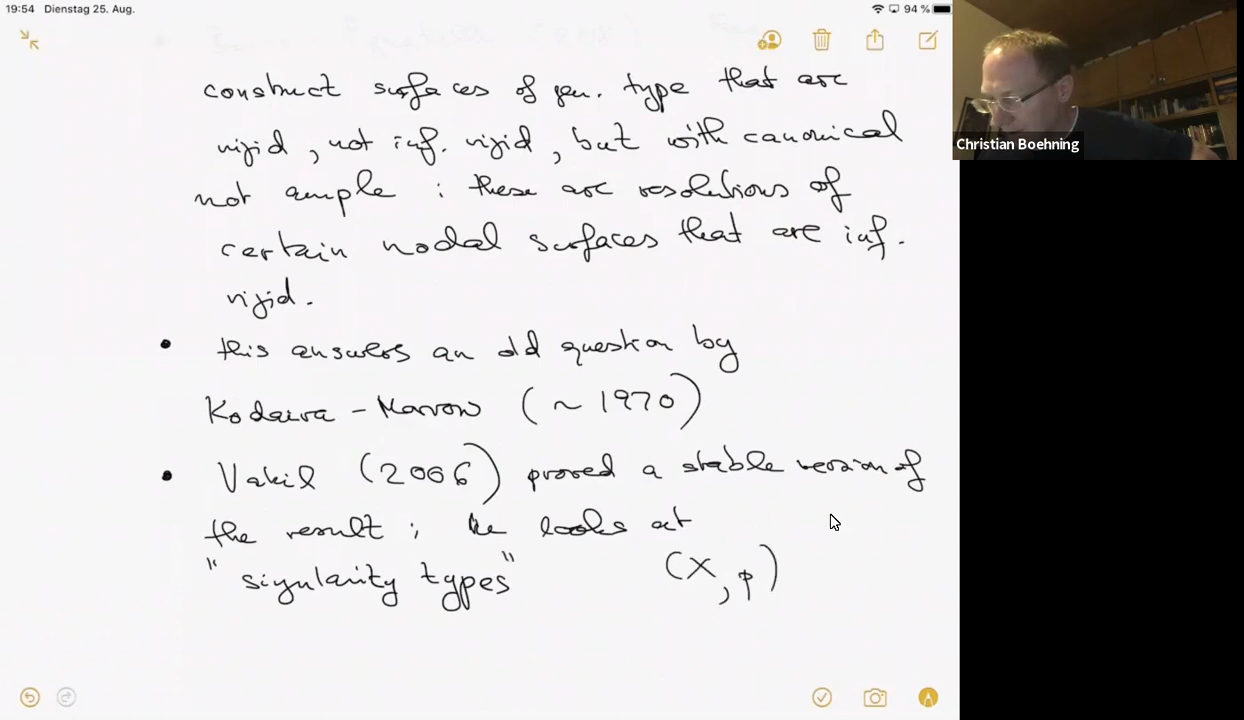 19:54 Dienstag 25. Aug.
94 %
construct surfaces of gen. type that are
rigid, not inf. rigid, but with canonical
not ample : these are resolutions of
certain nodal surfaces that are inf.
rigid.
• this answers an old question by
Kodaira - Morrow (~ 1970)
• Vakil (2006) proved a stable version of
the result ; he looks at
"singularity types" (X, p)
Christian Boehning